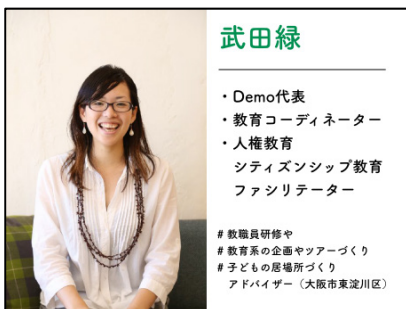 武田緑
・Demo代表
・教育コーディネーター
・人権教育
シティズンシップ教育
ファシリテーター
# 教職員研修や
# 教育系の企画やツアーづくり
# 子どもの居場所づくり
アドバイザー（大阪市東淀川区）